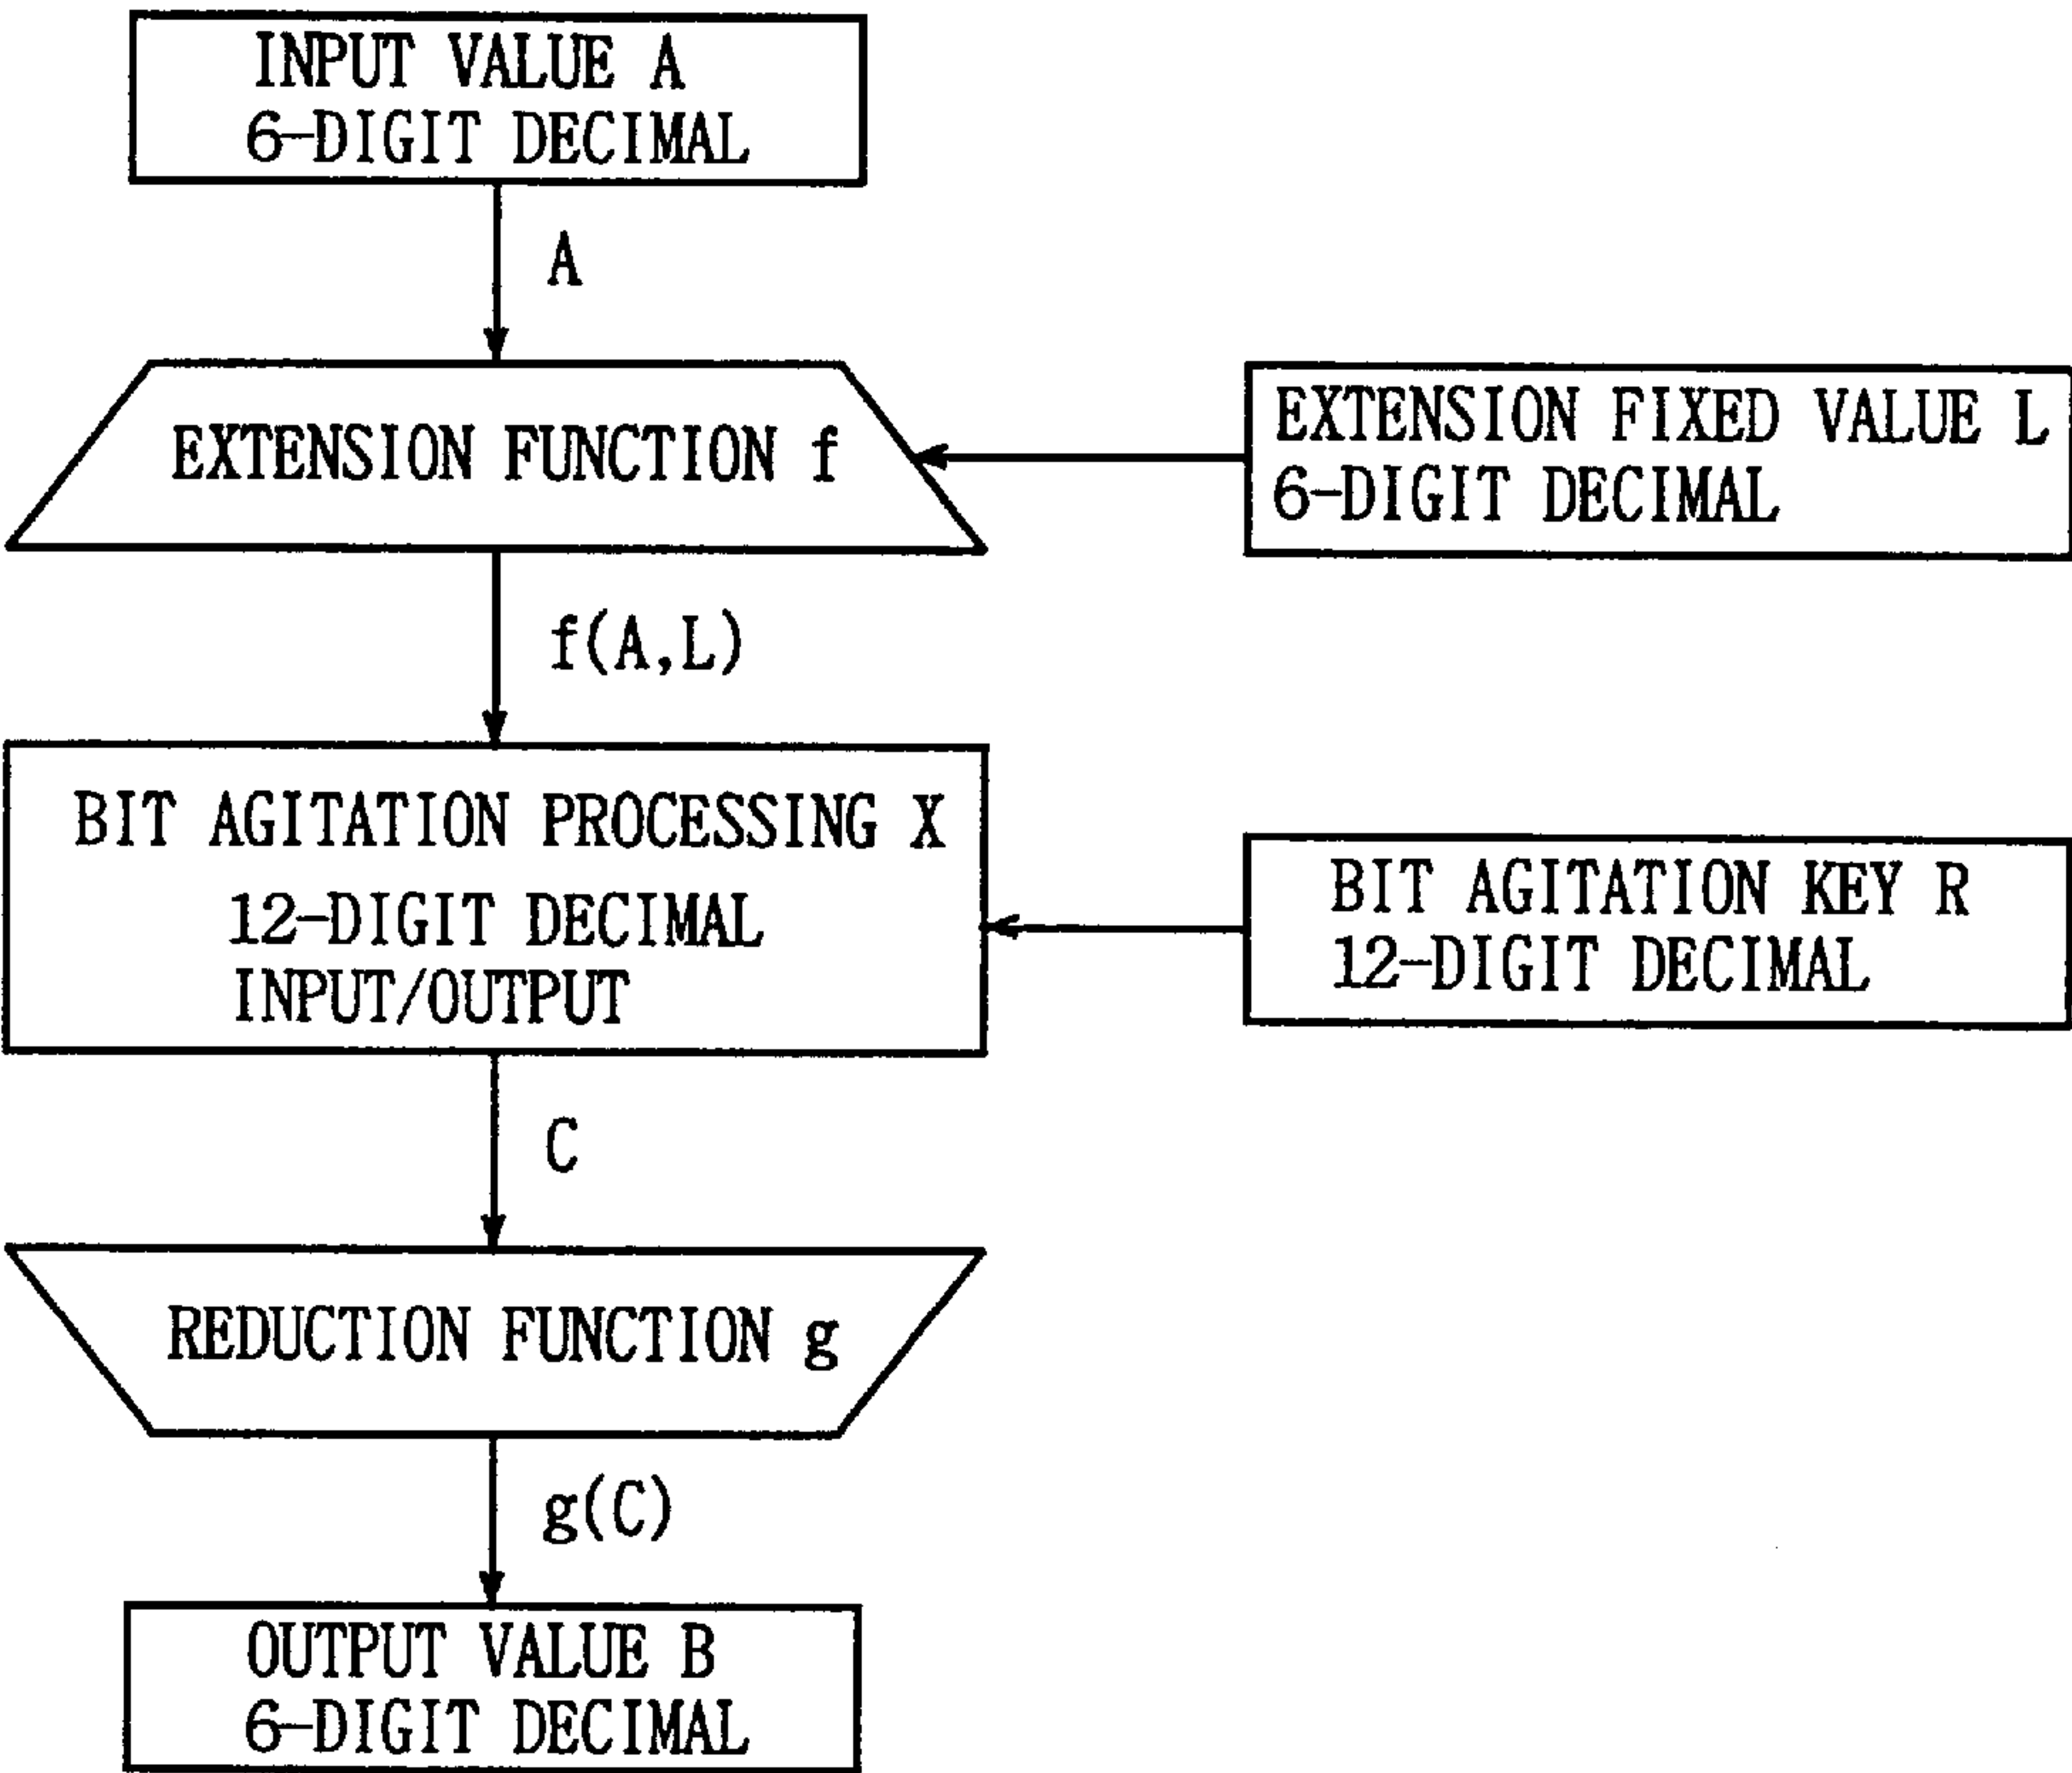 INPUT VALUE A
6-DIGIT DECIMAL
A
EXTENSION FUNCTION f
EXTENSION FIXED VALUE L
6-DIGIT DECIMAL
f(A,L)
BIT AGITATION PROCESSING X
12-DIGIT DECIMAL
INPUT/OUTPUT
BIT AGITATION KEY R
12-DIGIT DECIMAL
C
REDUCTION FUNCTION g
g(C)
OUTPUT VALUE B
6-DIGIT DECIMAL